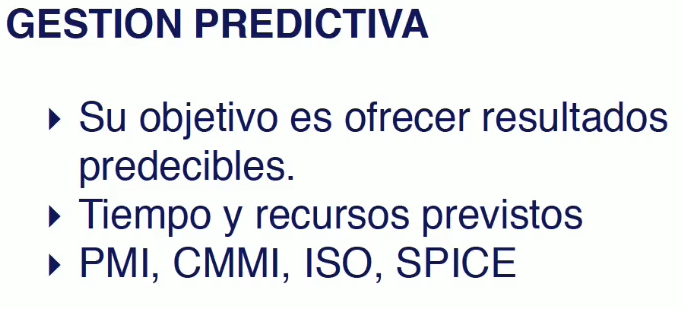 GESTION PREDICTIVA
Su objetivo es ofrecer resultados
predecibles.
Tiempo y recursos previstos
PMI, CMMI, ISO, SPICE